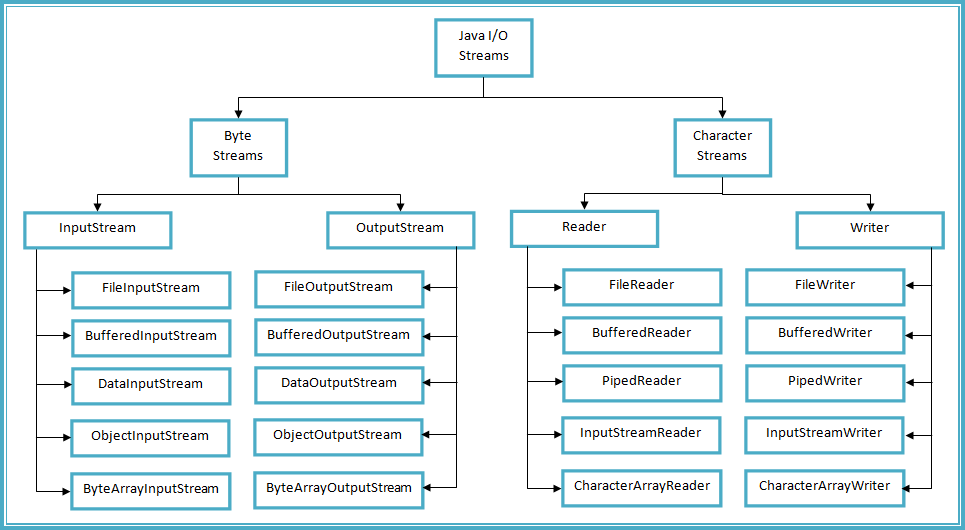 Java I/O
Streams
Byte
Streams
Character
Streams
InputStream
OutputStream
Reader
Writer
FileInputStream
FileOutputStream
FileReader
FileWriter
BufferedInputStream
BufferedOutputStream
BufferedReader
BufferedWriter
DataInputStream
DataOutputStream
PipedReader
PipedWriter
ObjectInputStream
ObjectOutputStream
InputStreamReader
InputStreamWriter
ByteArrayInputStream
ByteArrayOutputStream
CharacterArrayReader
CharacterArrayWriter